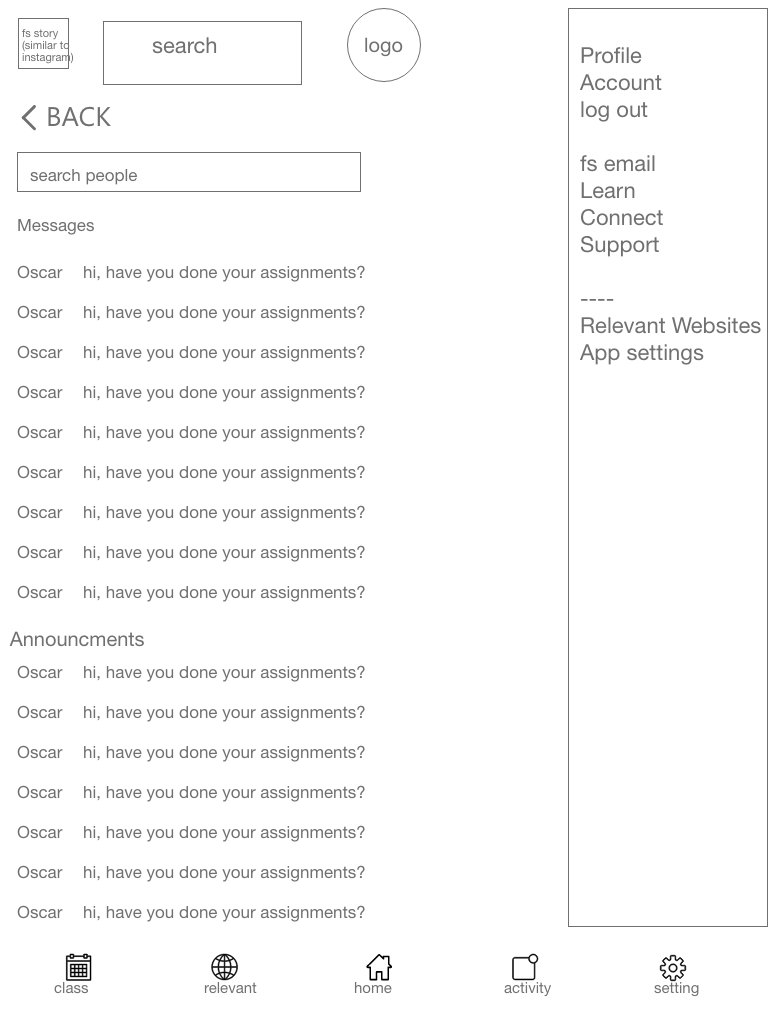 fs story
(similar to
instagram)
search
logo
BACK
search people
Messages
Oscar hi, have you done your assignments?
Oscar hi, have you done your assignments?
Oscar hi, have you done your assignments?
Oscar hi, have you done your assignments?
Oscar hi, have you done your assignments?
Oscar hi, have you done your assignments?
Oscar hi, have you done your assignments?
Oscar hi, have you done your assignments?
Oscar hi, have you done your assignments?
Announcments
Oscar hi, have you done your assignments?
Oscar hi, have you done your assignments?
Oscar hi, have you done your assignments?
Oscar hi, have you done your assignments?
Oscar hi, have you done your assignments?
Oscar hi, have you done your assignments?
Oscar hi, have you done your assignments?
Profile
Account
log out
fs email
Learn
Connect
Support
----
Relevant Websites
App settings
class
relevant
home
activity
setting